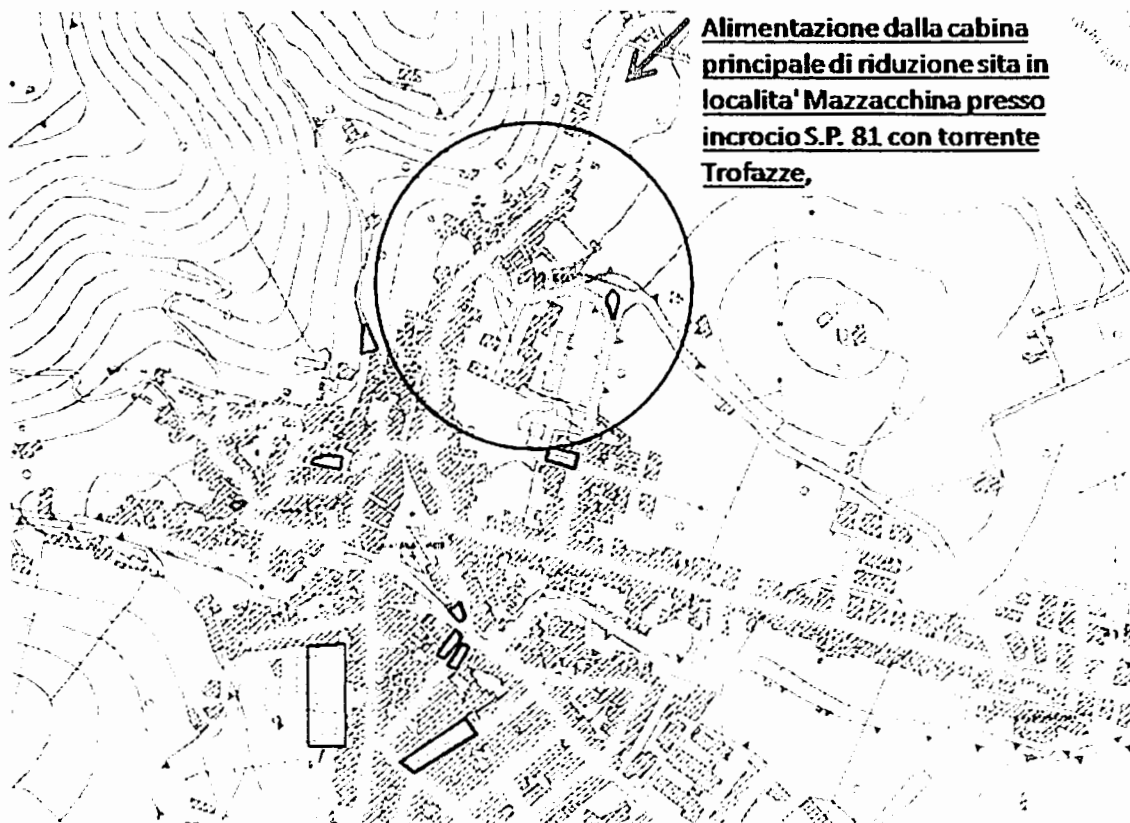 Alimentazione dalla cabina
principale di riduzione sita in
localita' Mazzacchina presso
incrocio S.P. 81 con torrente
Trofazze,